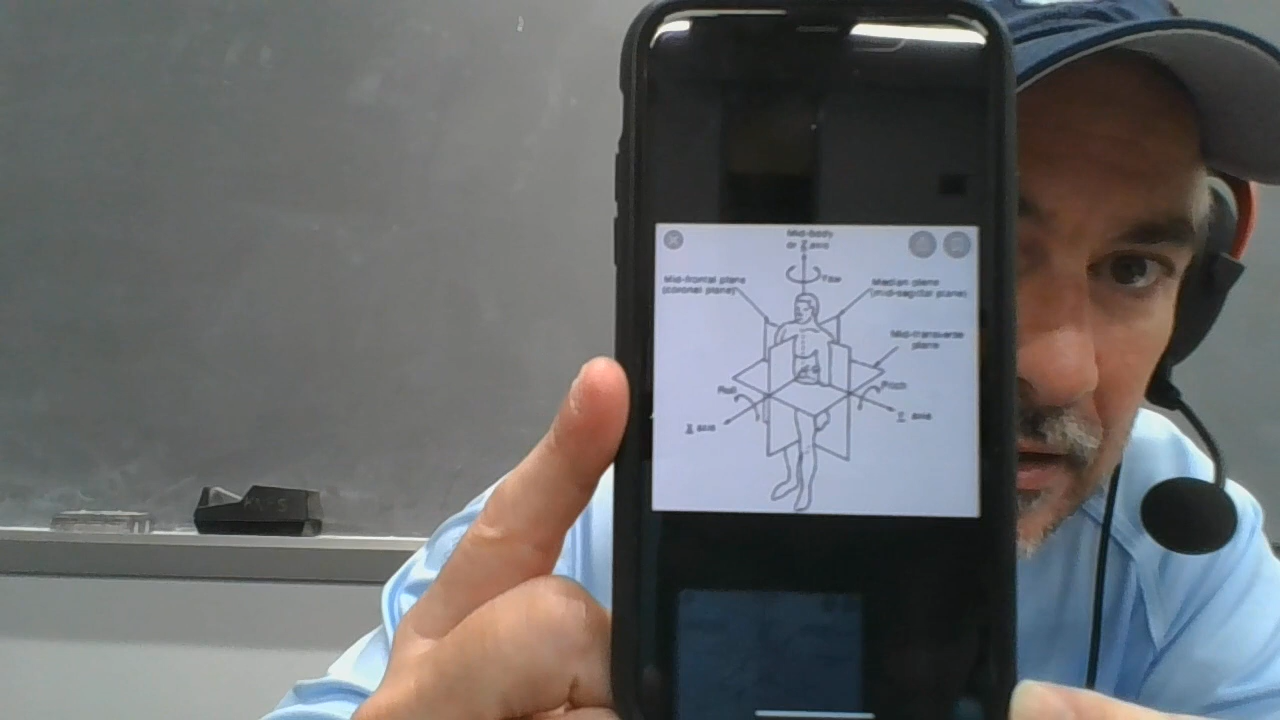 Mid-body
or Z axis
Yaw
Mid-frontal plane
(coronal plane)
Median plane
(mid-sagittal plane)
Mid-transverse
plane
Roll
Pitch
X axis
axis